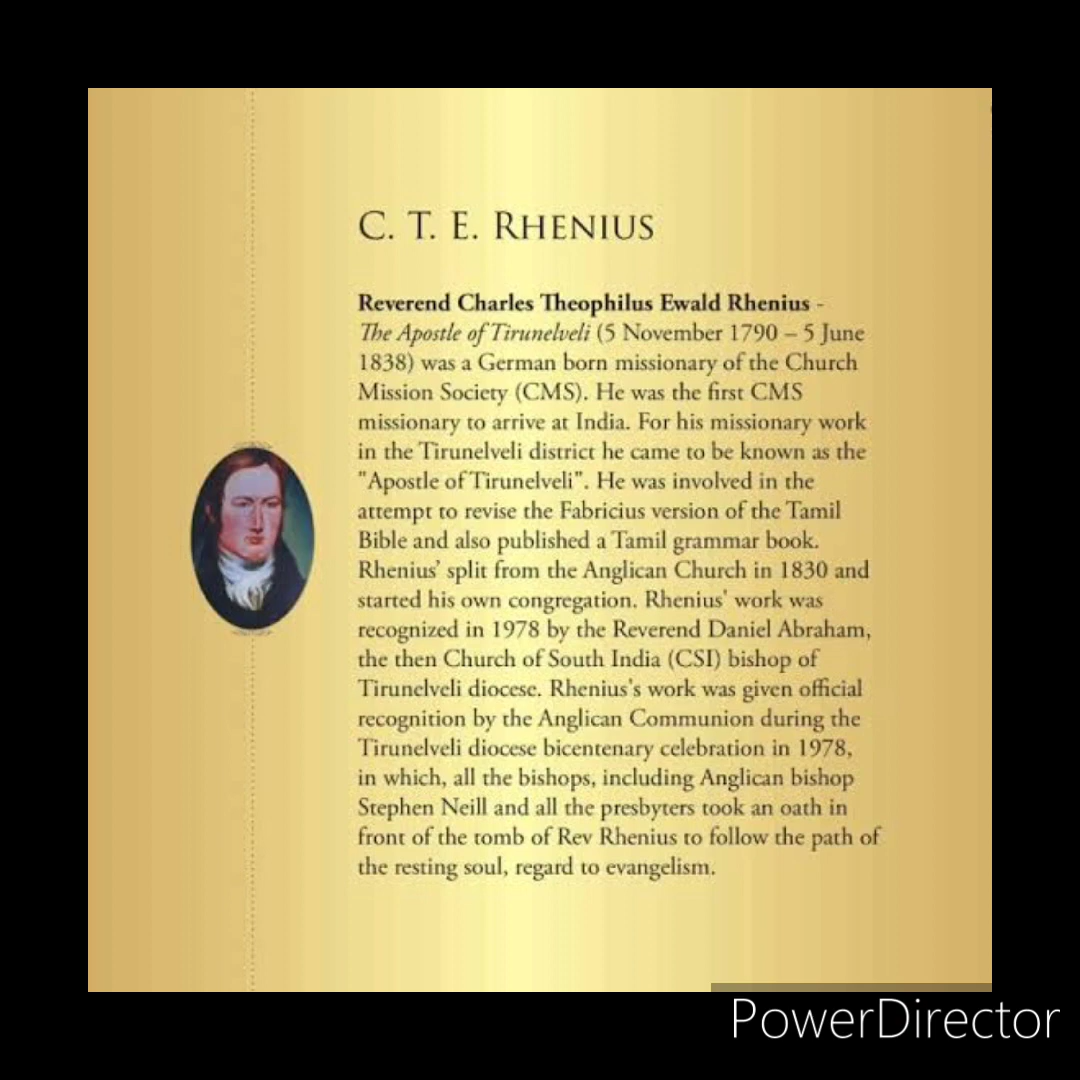 C. T. E. RHENIUS
Reverend Charles Theophilus Ewald Rhenius -
The Apostle of Tirunelveli (5 November 1790 – 5 June
1838) was a German born missionary of the Church
Mission Society (CMS). He was the first CMS
missionary to arrive at India. For his missionary work
in the Tirunelveli district he came to be known as the
"Apostle of Tirunelveli". He was involved in the
attempt to revise the Fabricius version of the Tamil
Bible and also published a Tamil grammar book.
Rhenius’ split from the Anglican Church in 1830 and
started his own congregation. Rhenius' work was
recognized in 1978 by the Reverend Daniel Abraham,
the then Church of South India (CSI) bishop of
Tirunelveli diocese. Rhenius's work was given official
recognition by the Anglican Communion during the
Tirunelveli diocese bicentenary celebration in 1978,
in which, all the bishops, including Anglican bishop
Stephen Neill and all the presbyters took an oath in
front of the tomb of Rev Rhenius to follow the path of
the resting soul, regard to evangelism.
PowerDirector